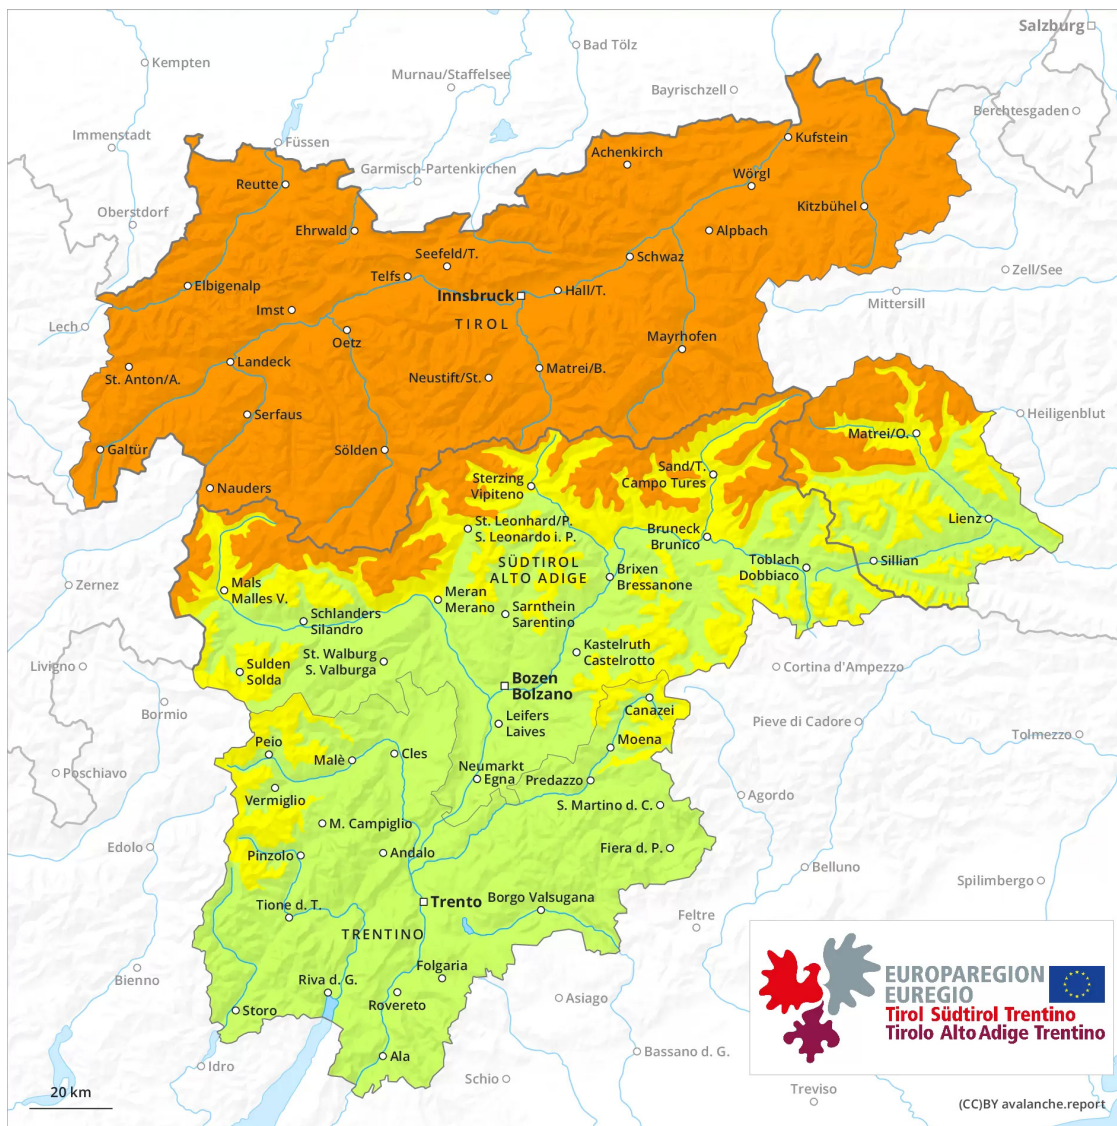 Salzburg
Bad Tölz
Kempten
Murnau/Staffelsee
Bayrischzell
Berchtesgaden
Immenstadt
Füssen
Kufstein
Achenkirch
Garmisch-Partenkirchen
Wörgl
Reutte
Oberstdorf
Kitzbühel
Ehrwald
Alpbach
Seefeld/T.
Schwaz
Telfs
Zell/See
Elbigenalp
Hall/T.
Innsbruck
Mittersill
Imst
TIROL
Lech
Oetz
Mayrhofen
Landeck
Matrei/B.
St. Anton/A.
Neustift/St.
Serfaus
Heiligenblut
Matrei/O.
Galtür
Sölden
Sand/T.
Campo Tures
Sterzing
Vipiteno
Nauders
Lienz
St. Leonhard/P.
S. Leonardo i. P.
Bruneck
Brunico
SÜDTIROL
ALTO ADIGE
Toblach
Dobbiaco
Sillian
Brixen
Bressanone
Zernez
Mals
Malles V.
Meran
Merano
Schlanders
Silandro
Sarnthein
Sarentino
Kastelruth
Castelrotto
St. Walburg
S. Valburga
Livigno
Sulden
Solda
Cortina d'Ampezzo
Bozen
Bolzano
Canazei
Bormio
Leifers
Laives
Pieve di Cadore
Tolmezzo
Peio
Moena
Malè
Cles
Neumarkt
Egna
Poschiavo
Predazzo
Vermiglio
Agordo
S. Martino d. C.
M. Campiglio
Edolo
Fiera d. P.
Pinzolo
Andalo
Belluno
Spilimbergo
Trento
Borgo Valsugana
Tione d. T.
Feltre
TRENTINO
Folgaria
Bienno
Riva d. G.
Rovereto
Asiago
Storo
EUROPAREGION
EUREGIO
Tirol Südtirol Trentino
Tirolo Alto Adige Trentino
Ala
Bassano d. G.
Idro
Schio
Treviso
20 km
(CC)BY avalanche.report